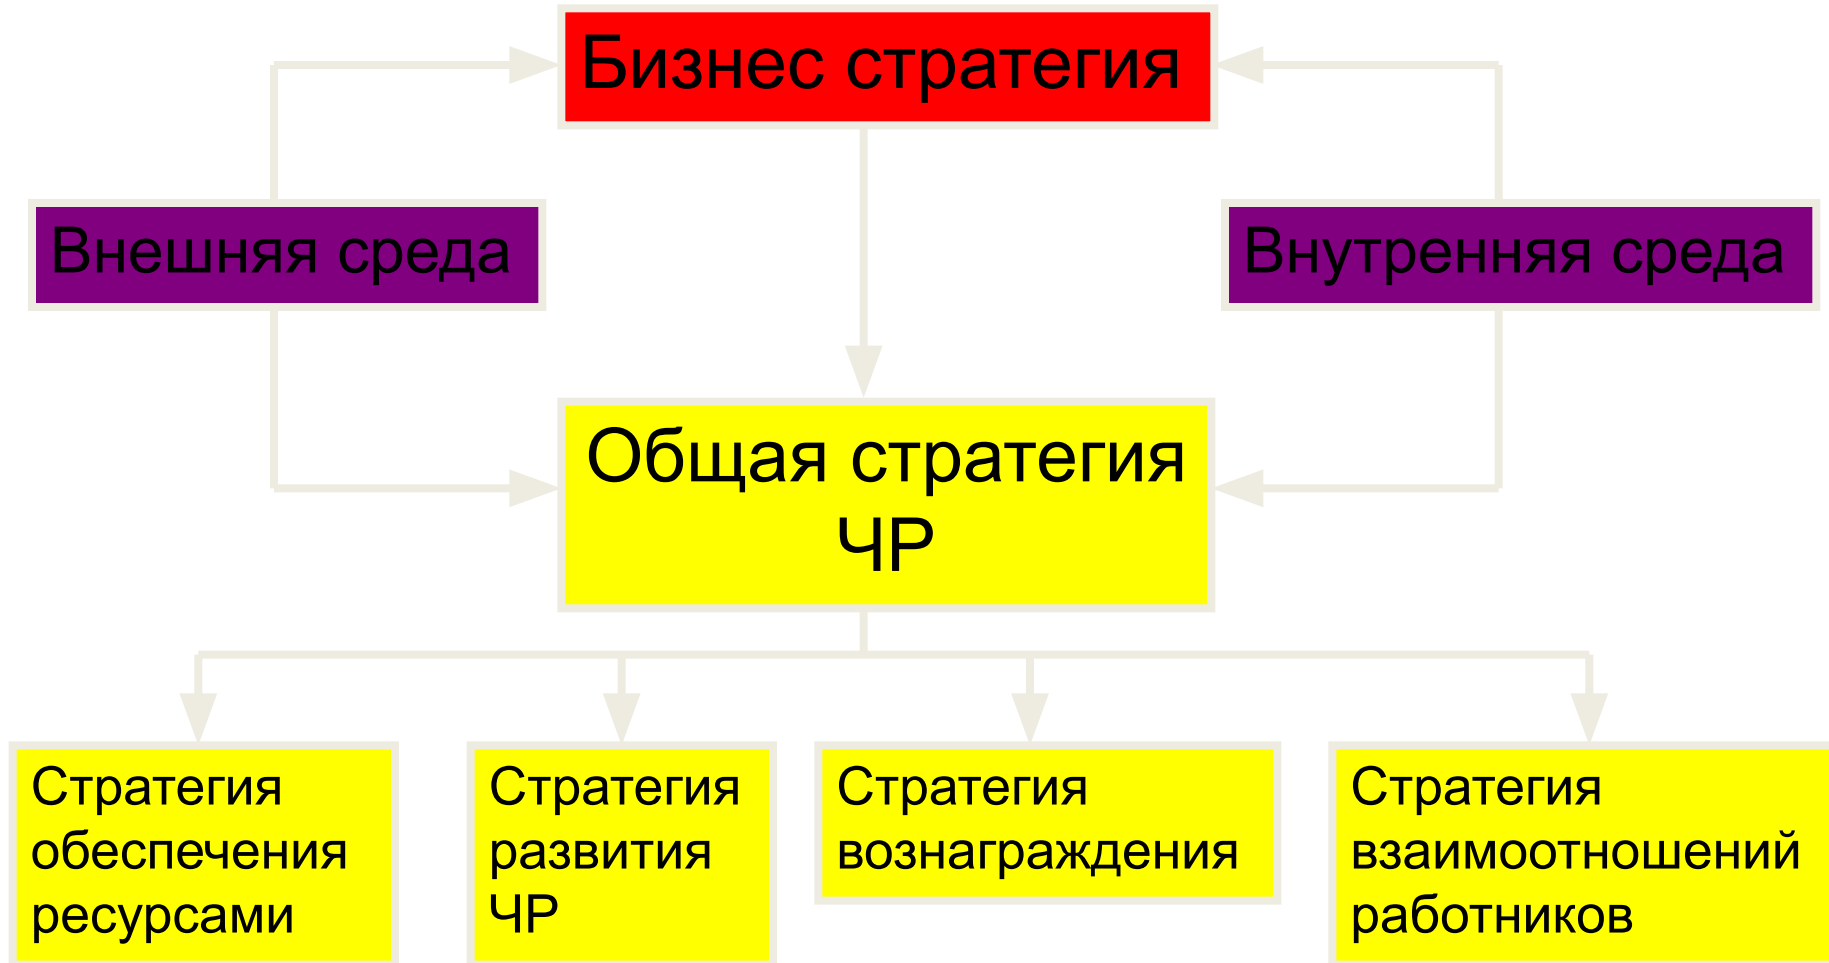 Бизнес стратегия
Внешняя среда
Внутренняя среда
Общая стратегия
ЧР
Стратегия
обеспечения
ресурсами
Стратегия
развития
ЧР
Стратегия
вознаграждения
Стратегия
взаимоотношений
работников